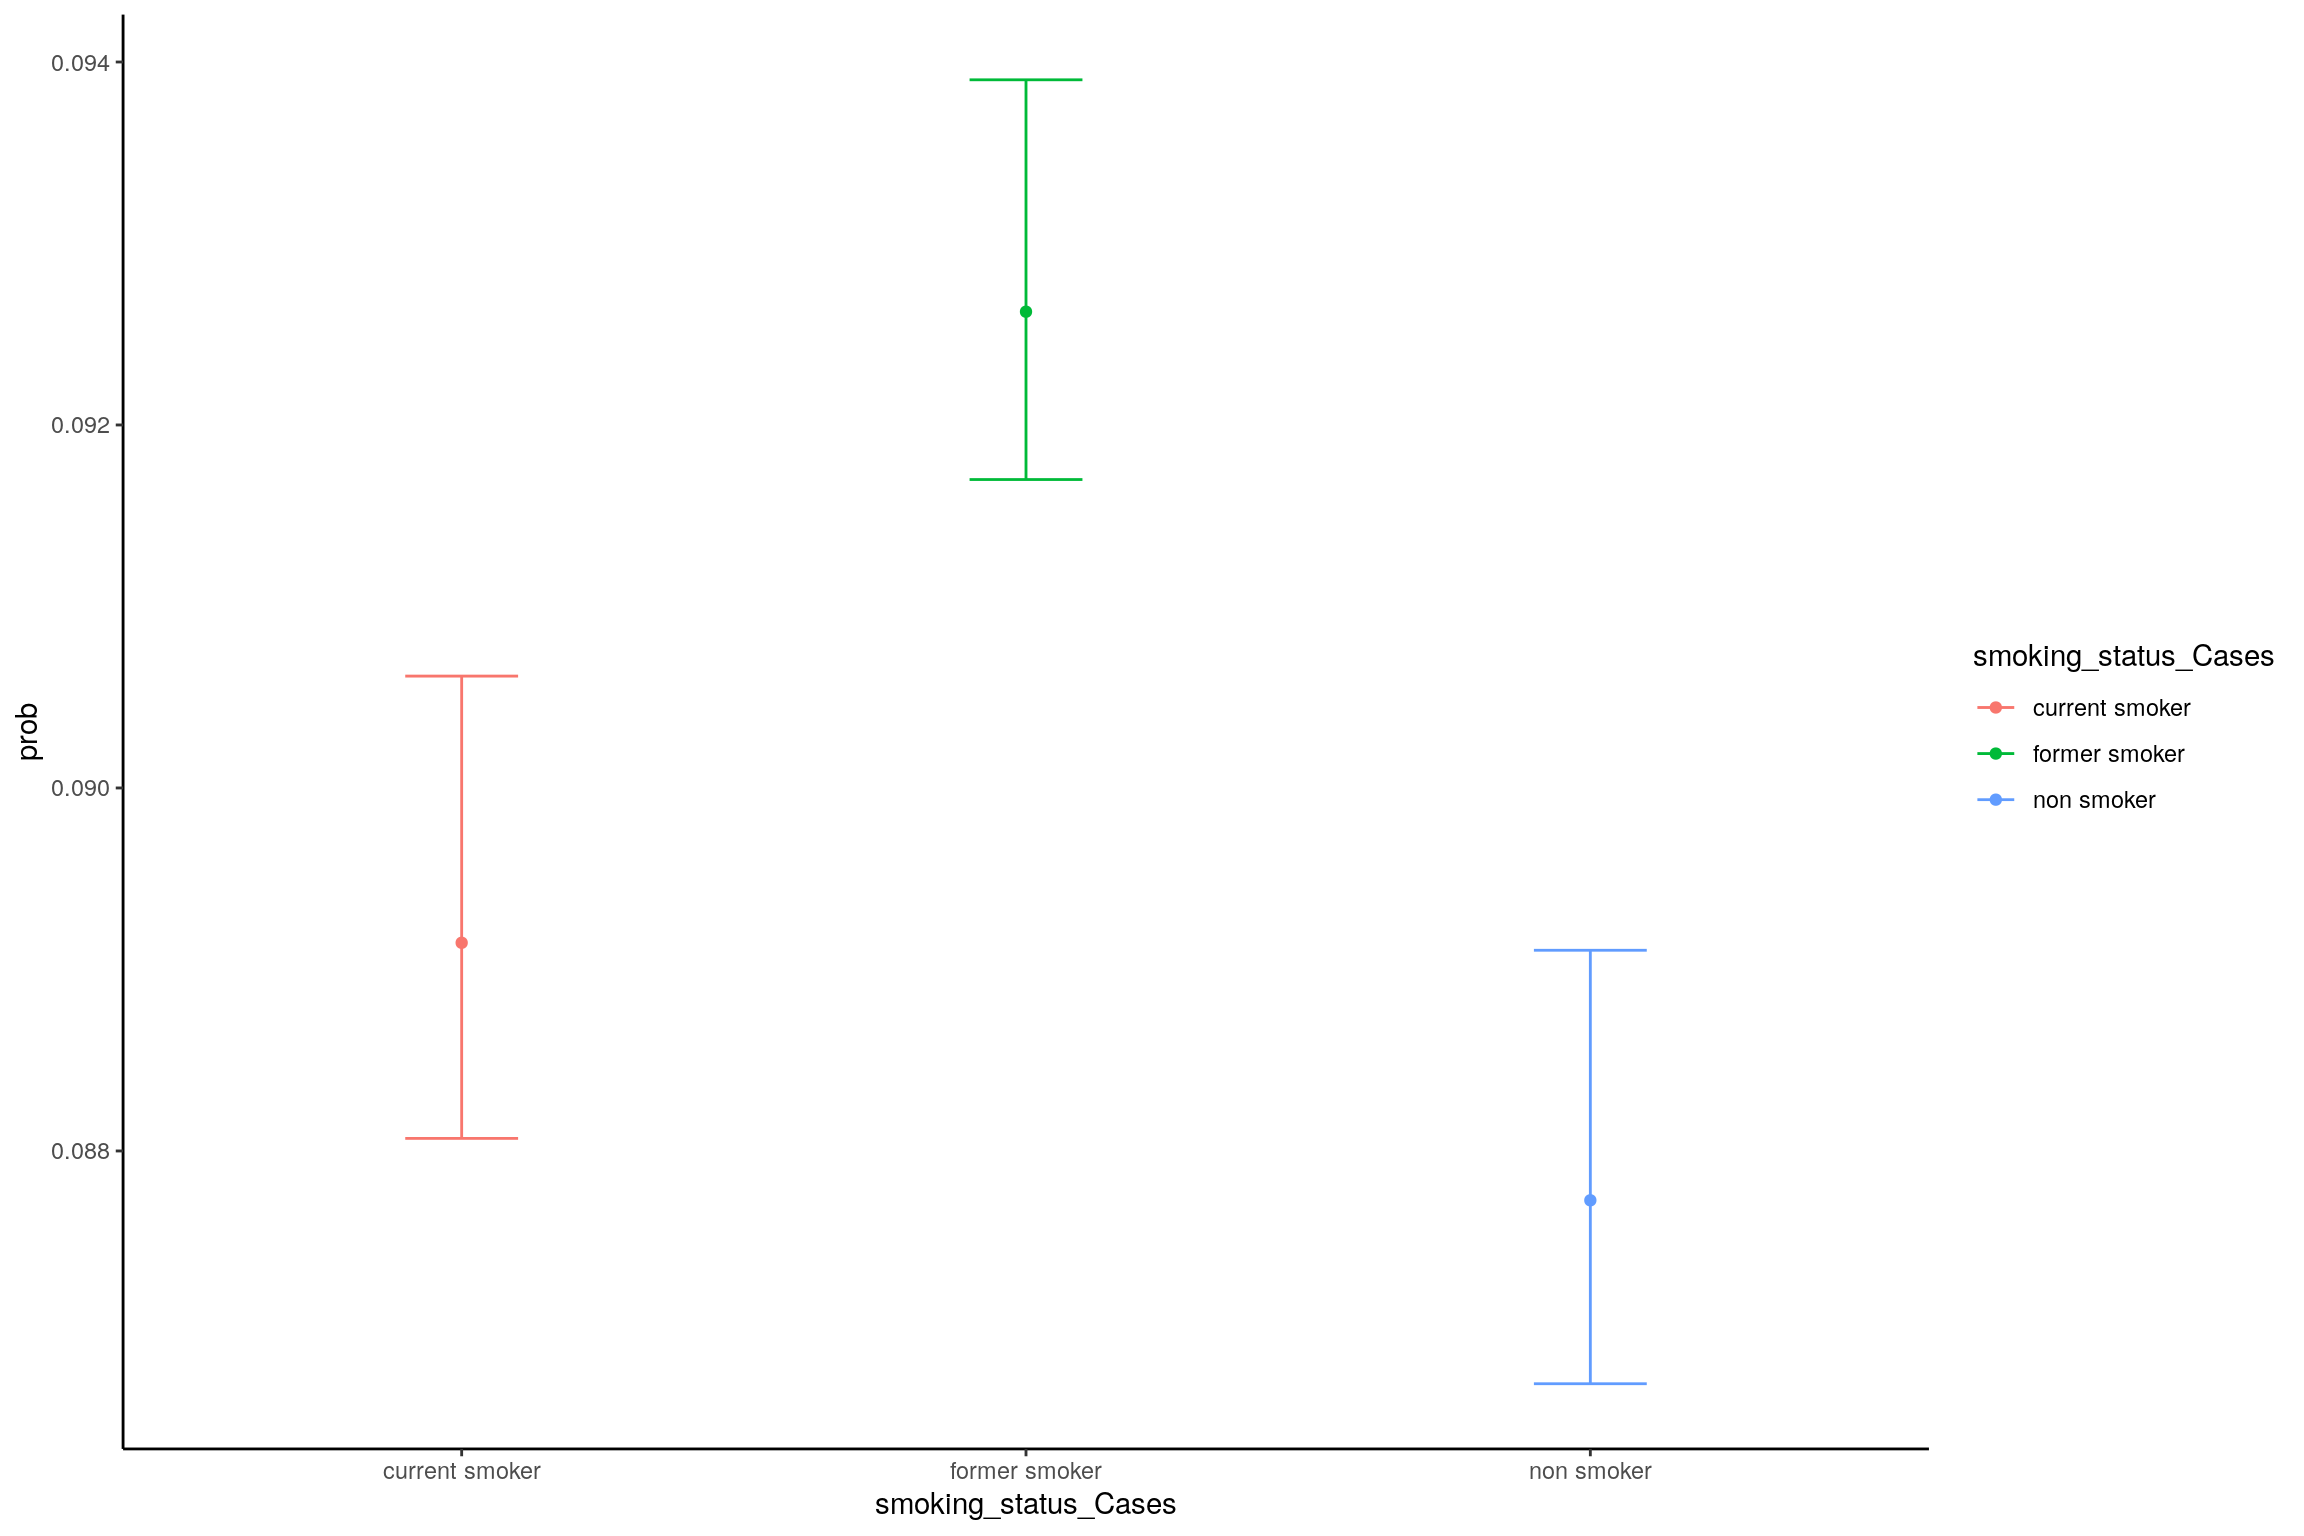 0.094
0.092
0.090
0.088
prob
current smoker
former smoker
non smoker
smoking_status_Cases
smoking_status_Cases
current smoker
former smoker
non smoker